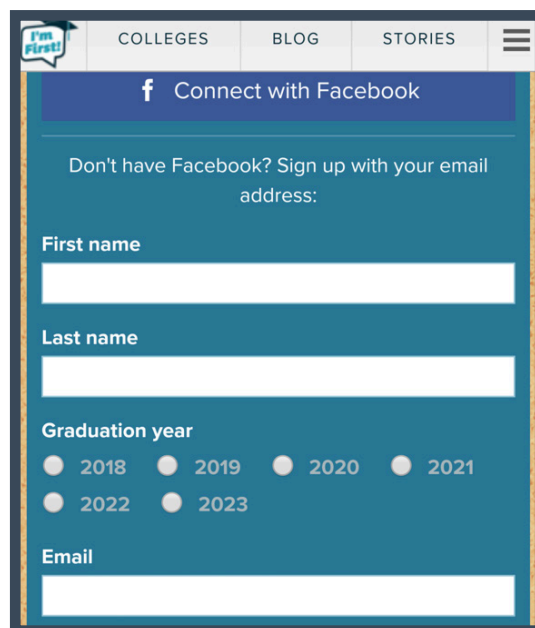 I'm
First!
COLLEGES BLOG STORIES
f Connect with Facebook
Don't have Facebook? Sign up with your email
address:
First name
Last name
Graduation year
2018 2019 2020 2021
2022 2023
Email